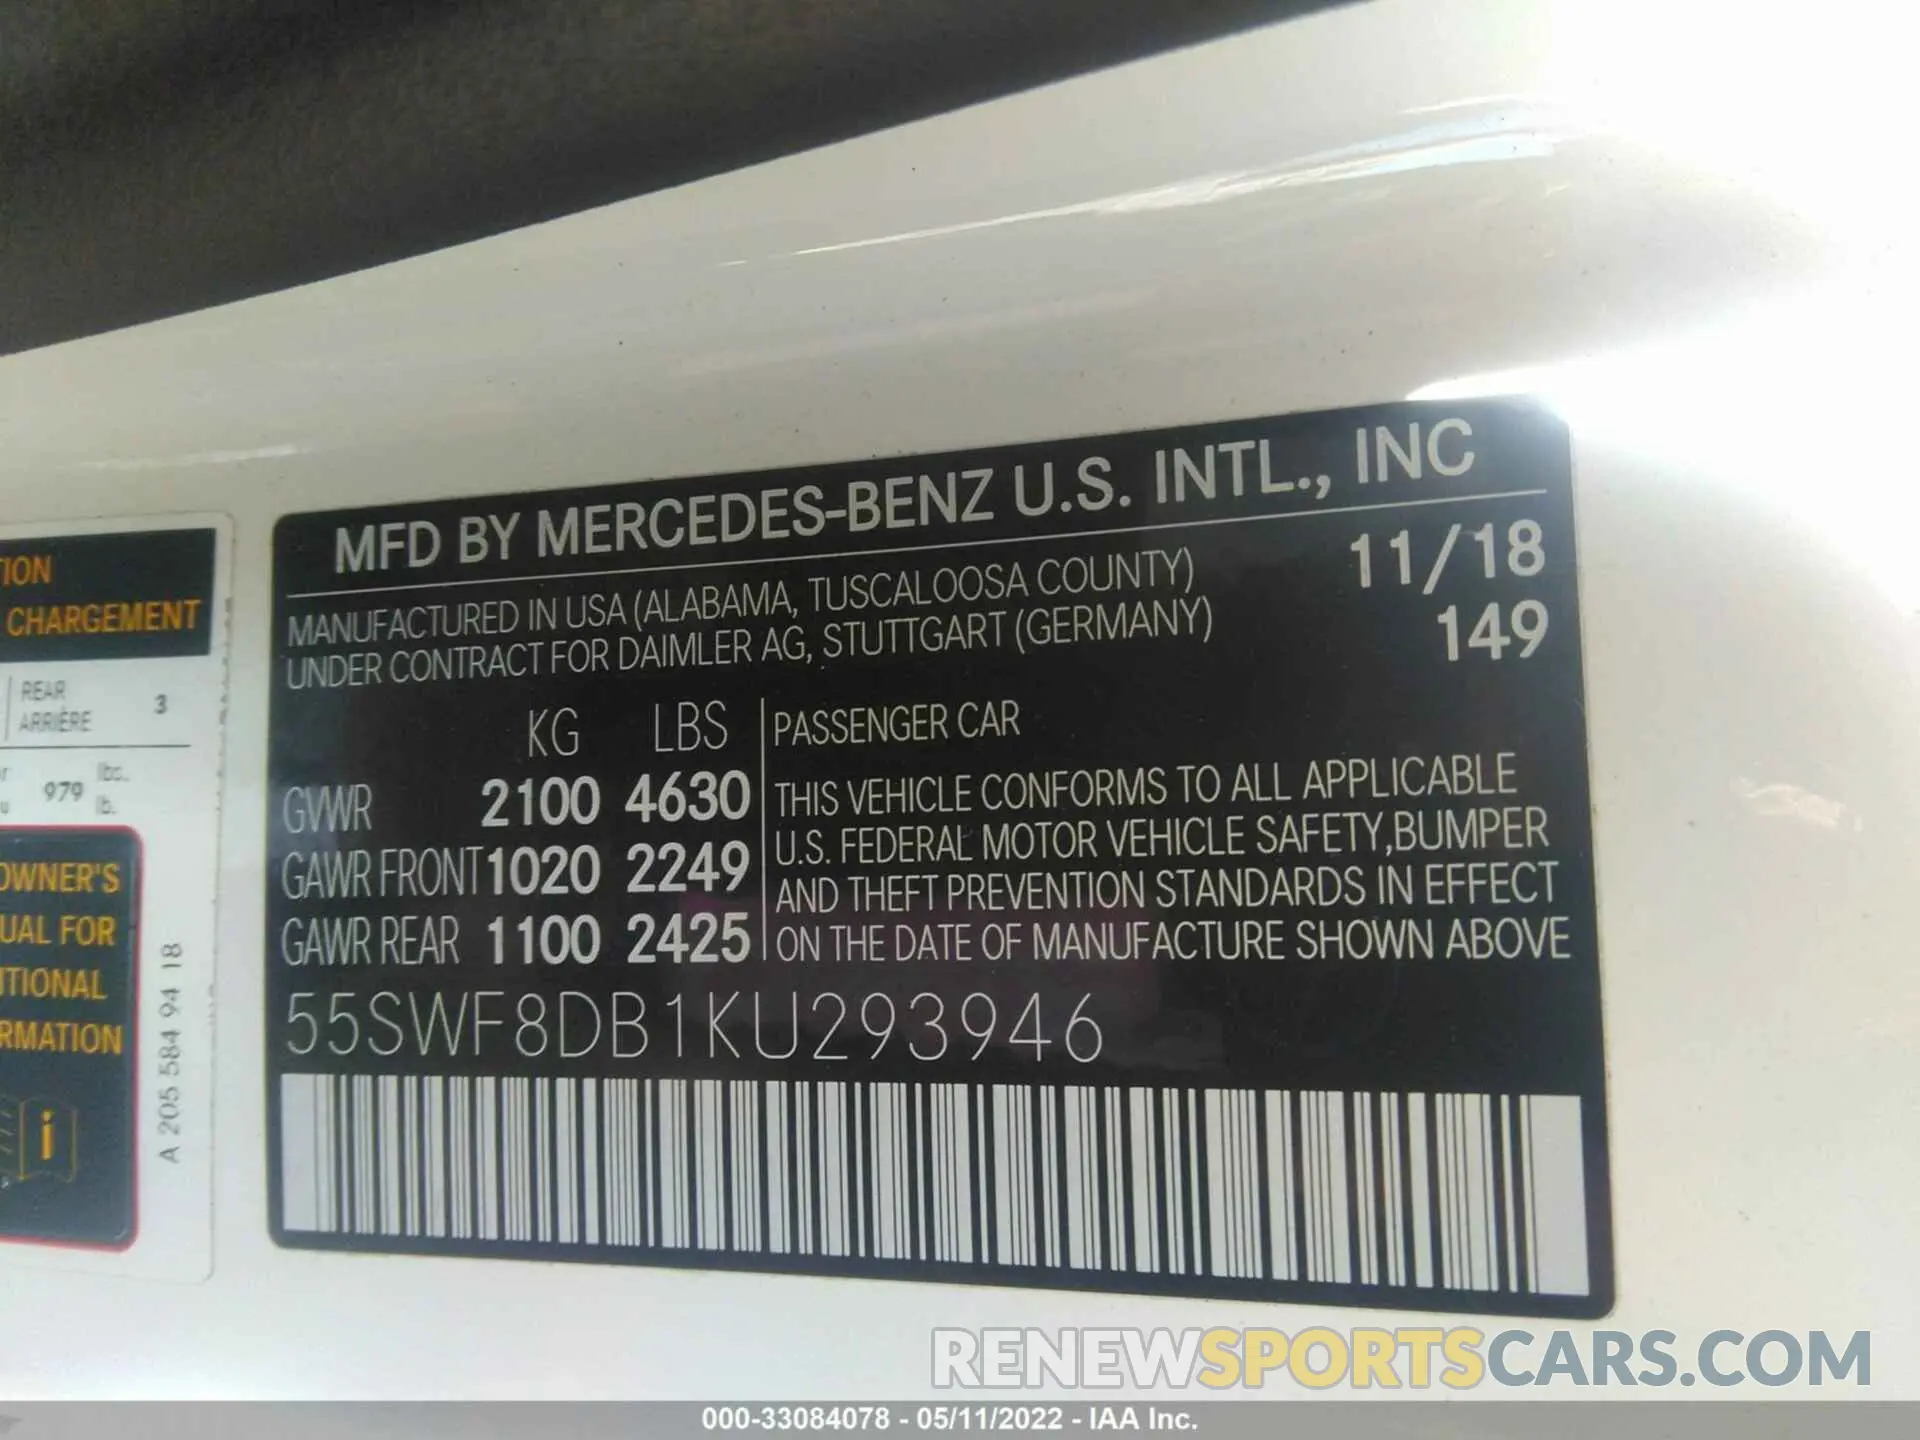 MFD BY MERCEDES-BENZ U.S. INTL., INC
MANUFACTURED IN USA (ALABAMA, TUSCALOOSA COUNTY) 11/18
UNDER CONTRACT FOR DAIMLER AG, STUTTGART (GERMANY) 149
KG LBS PASSENGER CAR
GVWR 2100 4630 THIS VEHICLE CONFORMS TO ALL APPLICABLE
U.S. FEDERAL MOTOR VEHICLE SAFETY,BUMPER
GAWR FRONT 1020 2249 AND THEFT PREVENTION STANDARDS IN EFFECT
GAWR REAR 1100 2425 ON THE DATE OF MANUFACTURE SHOWN ABOVE
55SWF8DB1KU293946
CHARGEMENT
REAR
ARRIÈRE 3
979 lbs.
lb.
OWNER'S
FOR
A 205 584 94 18
RENEWSPORTSCARS.COM
000-33084078 - 05/11/2022 - IAA Inc.